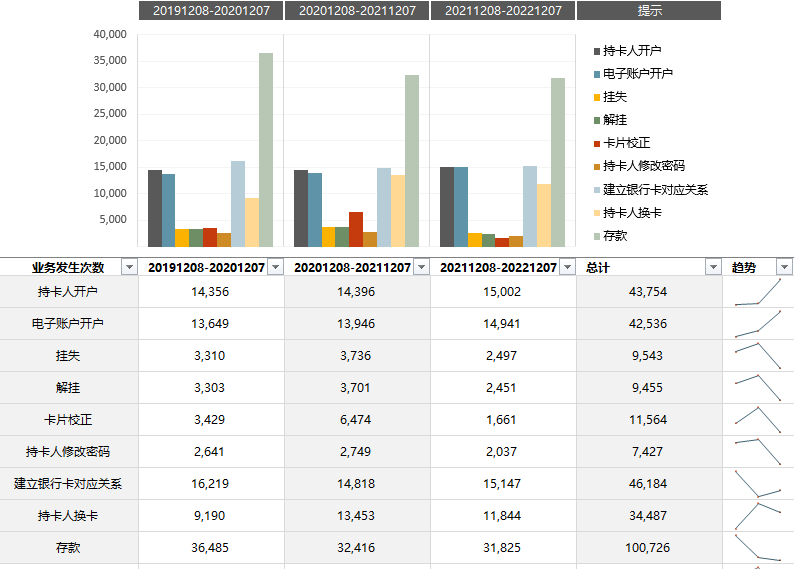 20191208-20201207 20201208-20211207 20211208-20221207 提示
40,000
35,000
30,000
25,000
20,000
15,000
10,000
5,000
持卡人开户
电子账户开户
挂失
解挂
卡片校正
持卡人修改密码
建立银行卡对应关系
持卡人换卡
存款
业务发生次数 20191208-20201207 20201208-20211207 20211208-20221207 总计 趋势
持卡人开户 14,356 14,396 15,002 43,754
电子账户开户 13,649 13,946 14,941 42,536
挂失 3,310 3,736 2,497 9,543
解挂 3,303 3,701 2,451 9,455
卡片校正 3,429 6,474 1,661 11,564
持卡人修改密码 2,641 2,749 2,037 7,427
建立银行卡对应关系 16,219 14,818 15,147 46,184
持卡人换卡 9,190 13,453 11,844 34,487
存款 36,485 32,416 31,825 100,726